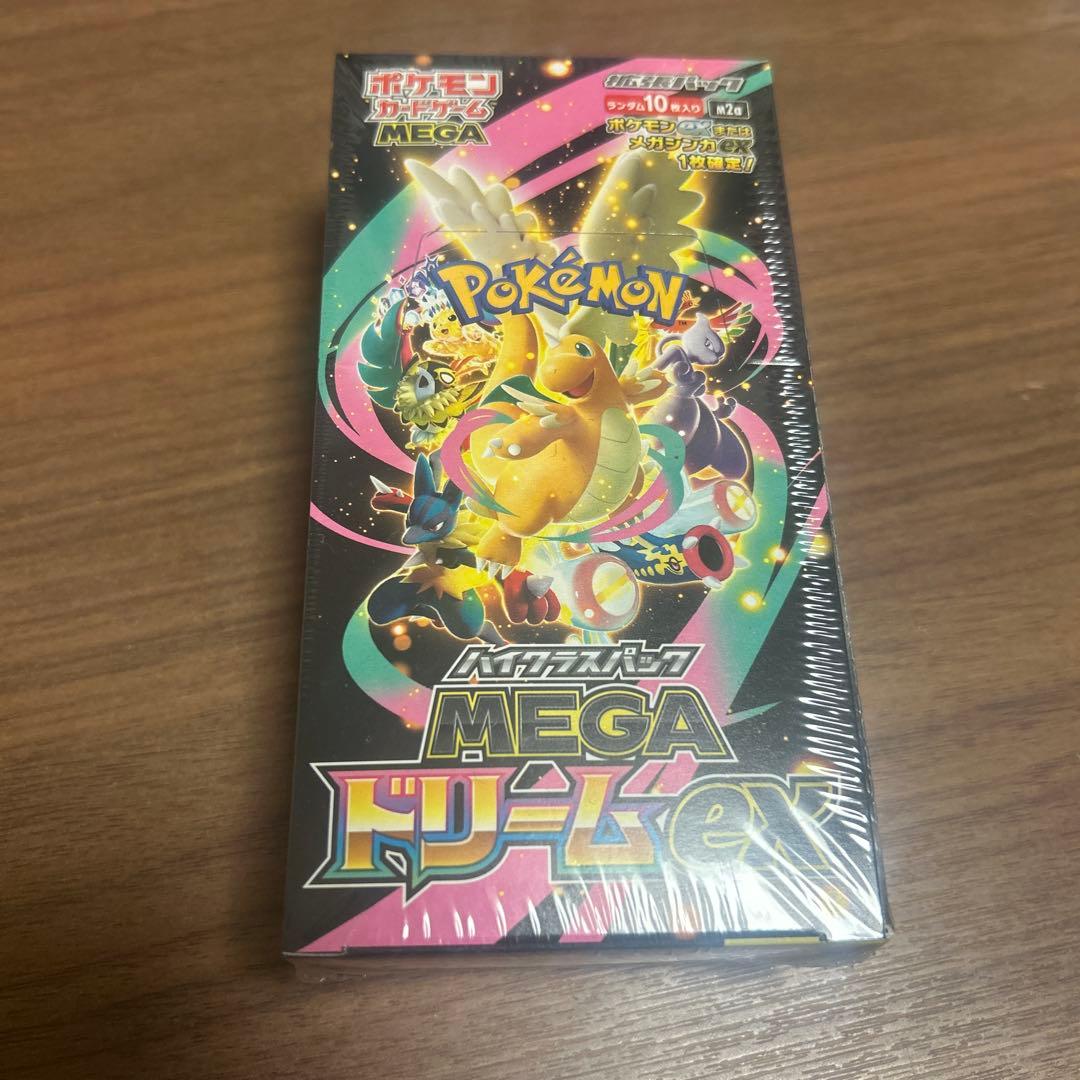 ポケモン
カードゲーム
MEGA
拡張パック
ランダム10枚入り M2a
ポケモンexまたは
メガシンカex
1枚確定!
POKÉMON
TM
ハイクラスパック
MEGA
ドリームex